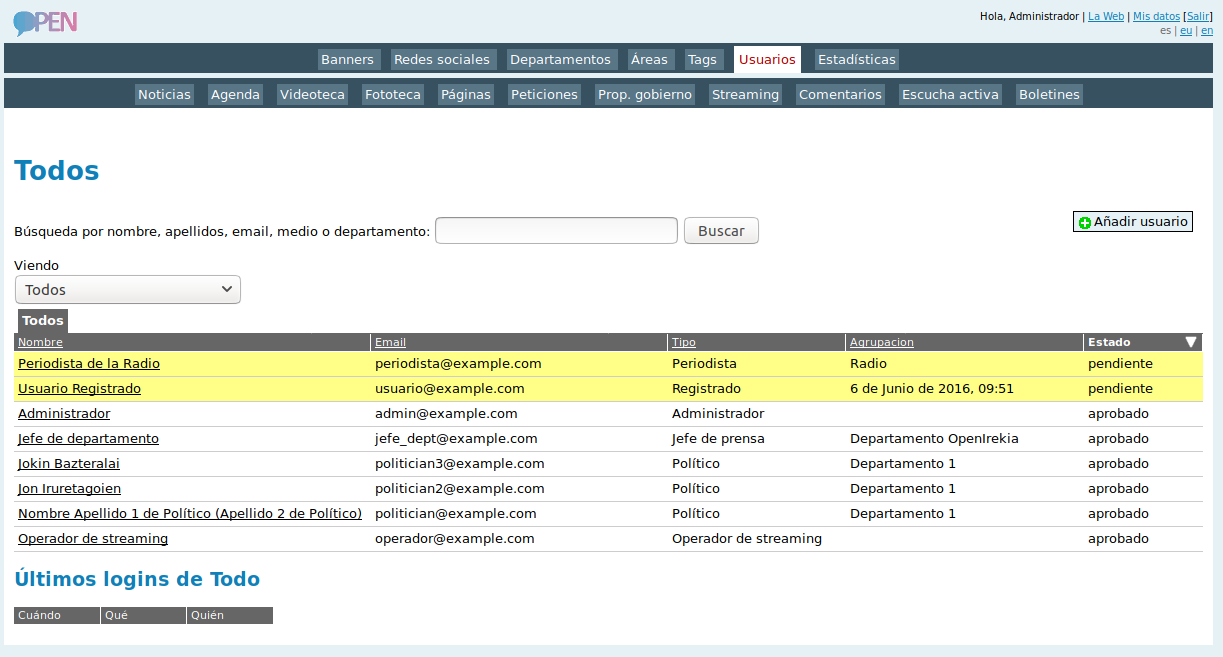 OPEN
Hola, Administrador | La Web | Mis datos [Salir]
es | eu | en
Banners Redes sociales Departamentos Áreas Tags Usuarios Estadísticas
Noticias Agenda Videoteca Fototeca Páginas Peticiones Prop. gobierno Streaming Comentarios Escucha activa Boletines
Todos
Búsqueda por nombre, apellidos, email, medio o departamento: Buscar Añadir usuario
Viendo
Todos
Todos
Nombre Email Tipo Agrupacion Estado
Periodista de la Radio periodista@example.com Periodista Radio pendiente
Usuario Registrado usuario@example.com Registrado 6 de Junio de 2016, 09:51 pendiente
Administrador admin@example.com Administrador aprobado
Jefe de departamento jefe_dept@example.com Jefe de prensa Departamento OpenIrekia aprobado
Jokin Bazteralai politician3@example.com Político Departamento 1 aprobado
Jon Iruretagoien politician2@example.com Político Departamento 1 aprobado
Nombre Apellido 1 de Político (Apellido 2 de Político) politician@example.com Político Departamento 1 aprobado
Operador de streaming operador@example.com Operador de streaming aprobado
Últimos logins de Todo
Cuándo Qué Quién